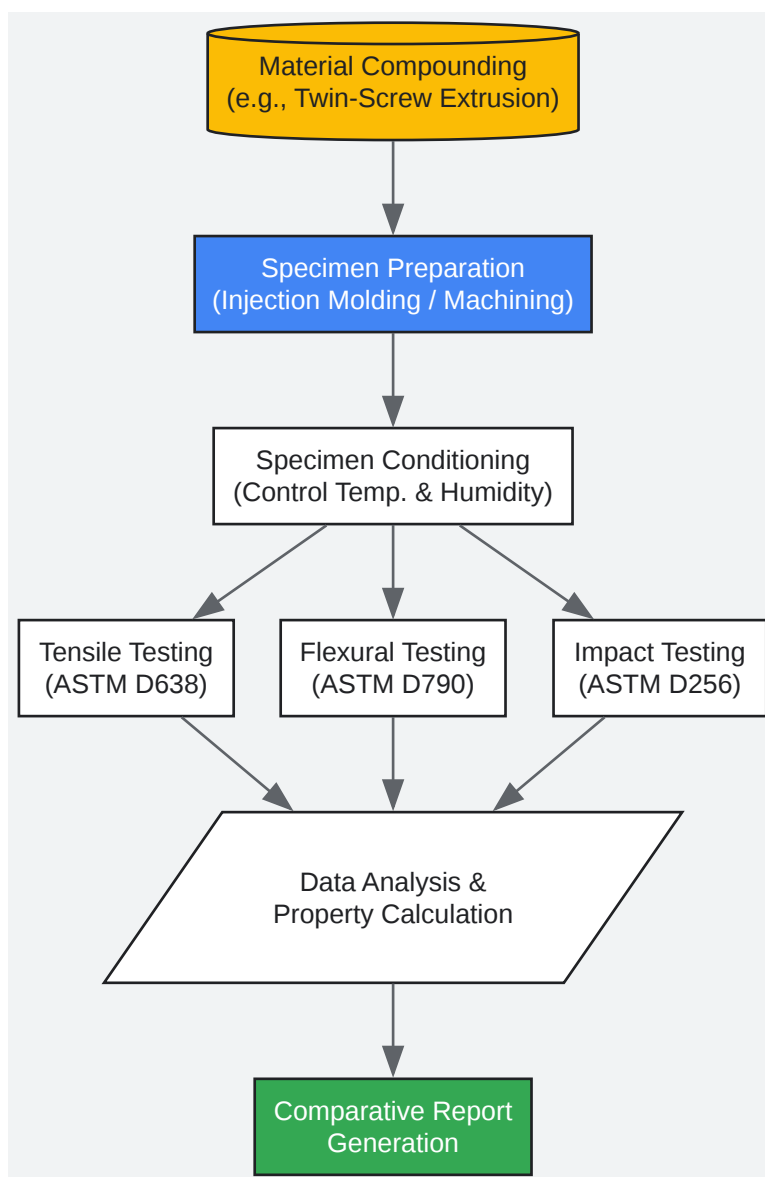 Material Compounding
(e.g., Twin-Screw Extrusion)
Specimen Preparation
(Injection Molding / Machining)
Specimen Conditioning
(Control Temp. & Humidity)
Tensile Testing
(ASTM D638)
Flexural Testing
(ASTM D790)
Impact Testing
(ASTM D256)
Data Analysis &
Property Calculation
Comparative Report
Generation